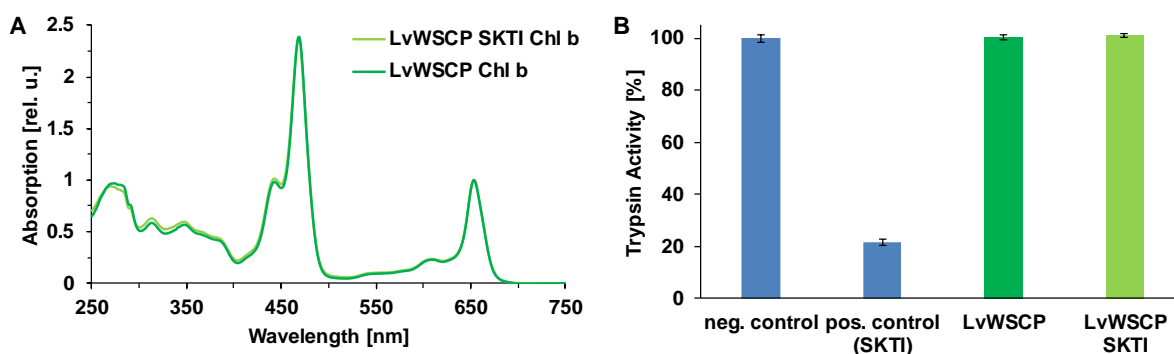 A
2.5
2
1.5
1
0.5
0
Absorption [rel. u.]
LvWSCP SKTI Chl b
LvWSCP Chl b
250 350 450 550 650 750
Wavelength [nm]
B
100
80
60
40
20
0
Trypsin Activity [%]
neg. control pos. control LvWSCP LvWSCP
(SKTI) SKTI